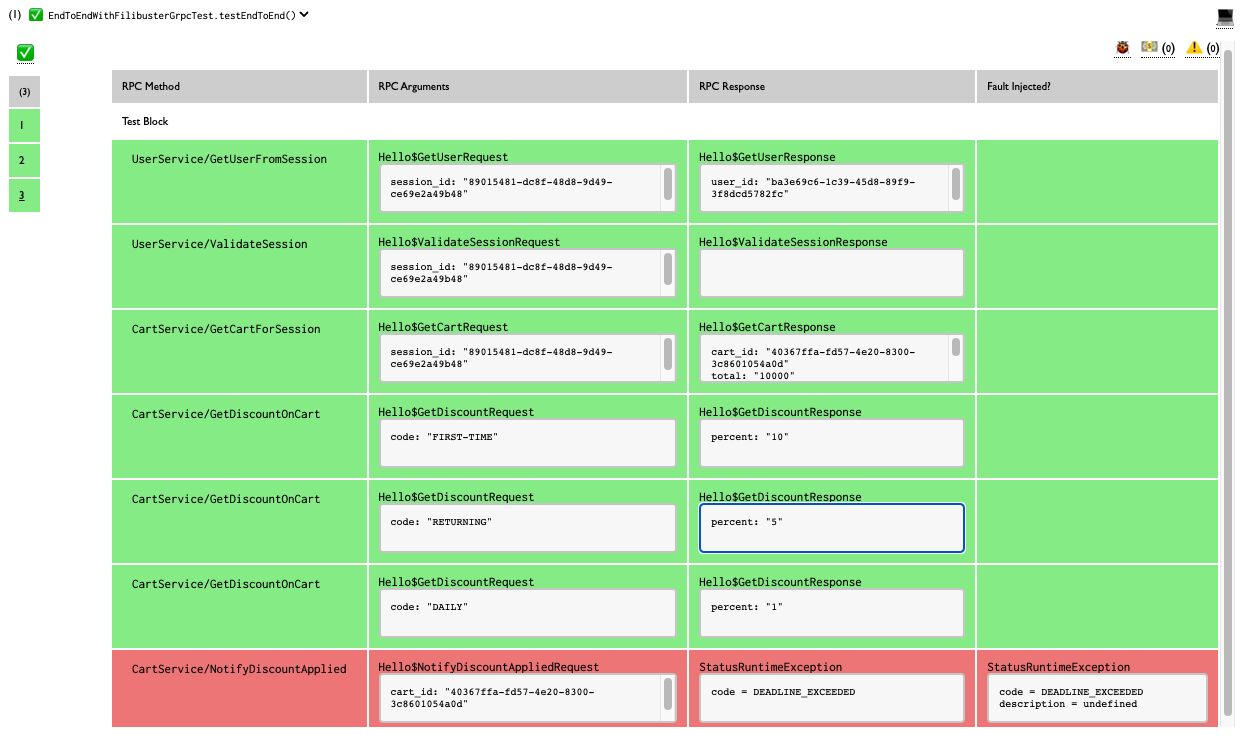 (1) ✅ EndToEndWithFilibusterGrpcTest.testEndToEnd()
(0) (0)
(3)
1
2
3
RPC Method RPC Arguments RPC Response Fault Injected?
Test Block
UserService/GetUserFromSession Hello$GetUserRequest Hello$GetUserResponse
session_id: "89015481-dc8f-48d8-9d49- user_id: "ba3e69c6-1c39-45d8-89f9-
ce69e2a49b48" 3f8dcd5782fc"
UserService/ValidateSession Hello$ValidateSessionRequest Hello$ValidateSessionResponse
session_id: "89015481-dc8f-48d8-9d49-
ce69e2a49b48"
CartService/GetCartForSession Hello$GetCartRequest Hello$GetCartResponse
session_id: "89015481-dc8f-48d8-9d49- cart_id: "40367ffa-fd57-4e20-8300-
ce69e2a49b48" 3c8601054a0d"
total: "10000"
CartService/GetDiscountOnCart Hello$GetDiscountRequest Hello$GetDiscountResponse
code: "FIRST-TIME" percent: "10"
CartService/GetDiscountOnCart Hello$GetDiscountRequest Hello$GetDiscountResponse
code: "RETURNING" percent: "5"
CartService/GetDiscountOnCart Hello$GetDiscountRequest Hello$GetDiscountResponse
code: "DAILY" percent: "1"
CartService/NotifyDiscountApplied Hello$NotifyDiscountAppliedRequest StatusRuntimeException StatusRuntimeException
cart_id: "40367ffa-fd57-4e20-8300- code = DEADLINE_EXCEEDED code = DEADLINE_EXCEEDED
3c8601054a0d" description = undefined